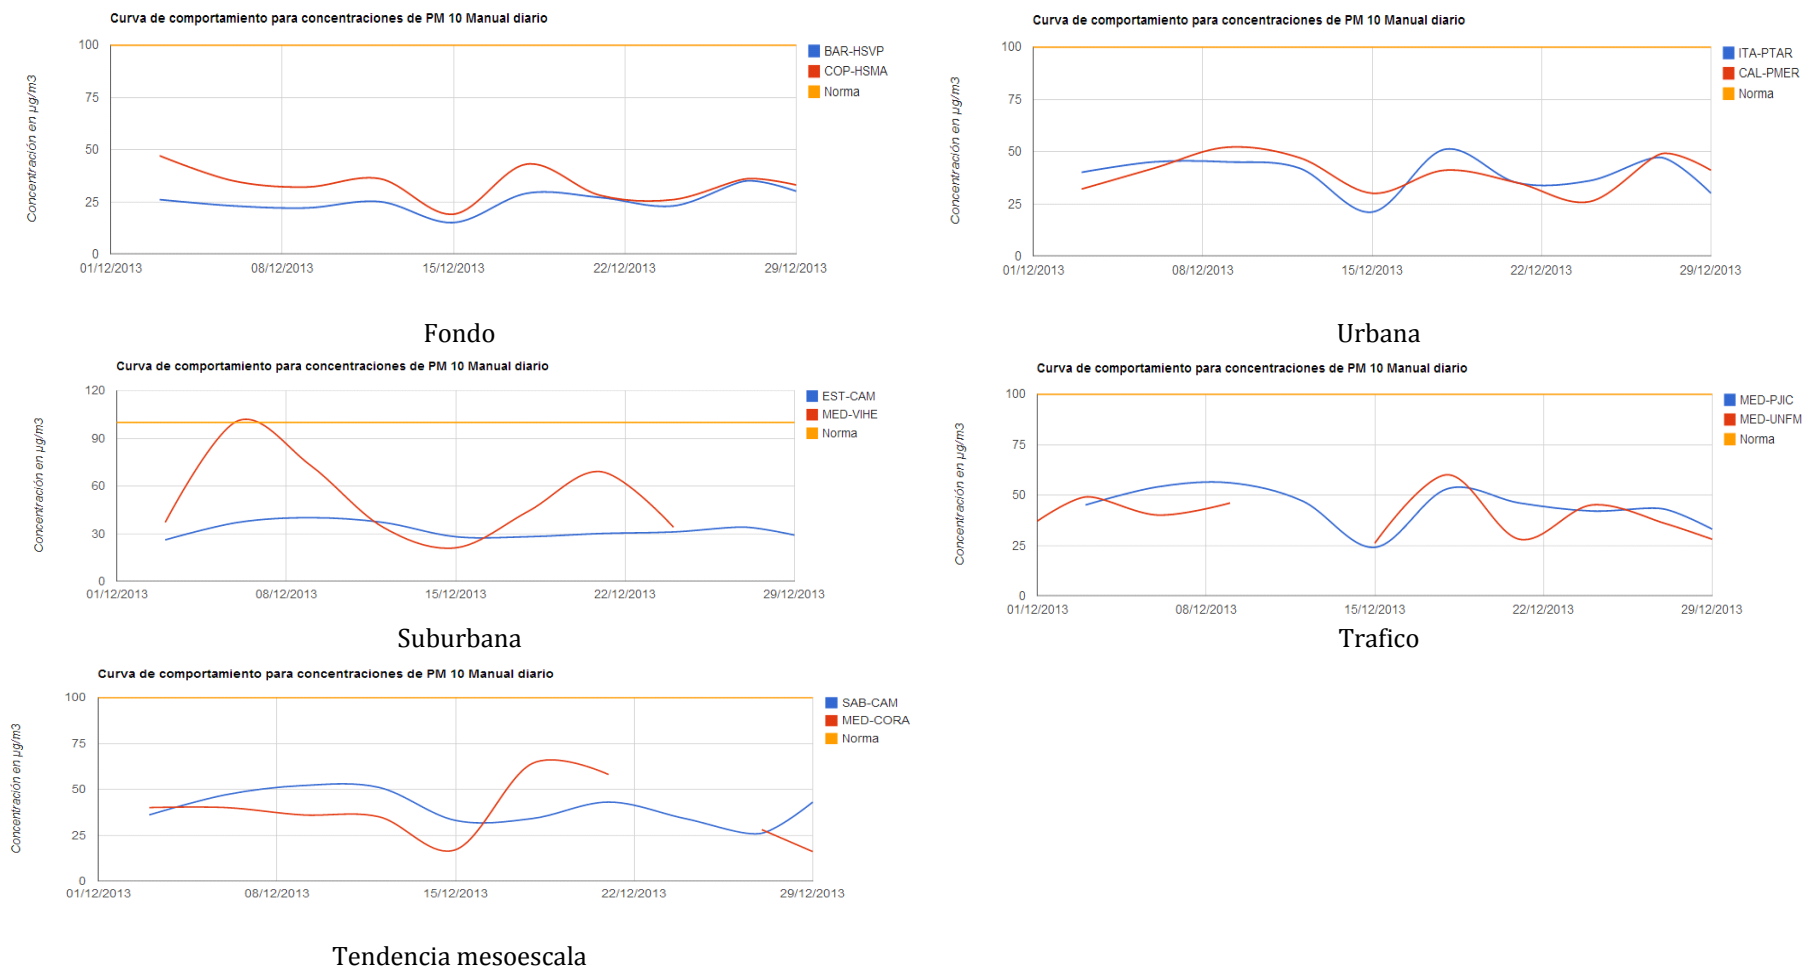 Curva de comportamiento para concentraciones de PM 10 Manual diario
Concentración en µg/m3
100
75
50
25
0
01/12/2013
08/12/2013
15/12/2013
22/12/2013
29/12/2013
BAR-HSVP
COP-HSMA
Norma
Fondo
Curva de comportamiento para concentraciones de PM 10 Manual diario
Concentración en µg/m3
100
75
50
25
0
01/12/2013
08/12/2013
15/12/2013
22/12/2013
29/12/2013
ITA-PTAR
CAL-PMER
Norma
Urbana
Curva de comportamiento para concentraciones de PM 10 Manual diario
Concentración en µg/m3
120
90
60
30
0
01/12/2013
08/12/2013
15/12/2013
22/12/2013
29/12/2013
EST-CAM
MED-VIHE
Norma
Suburbana
Curva de comportamiento para concentraciones de PM 10 Manual diario
Concentración en µg/m3
100
75
50
25
0
01/12/2013
08/12/2013
15/12/2013
22/12/2013
29/12/2013
MED-PJIC
MED-UNFM
Norma
Trafico
Curva de comportamiento para concentraciones de PM 10 Manual diario
Concentración en µg/m3
100
75
50
25
0
01/12/2013
08/12/2013
15/12/2013
22/12/2013
29/12/2013
SAB-CAM
MED-CORA
Norma
Tendencia mesoescala